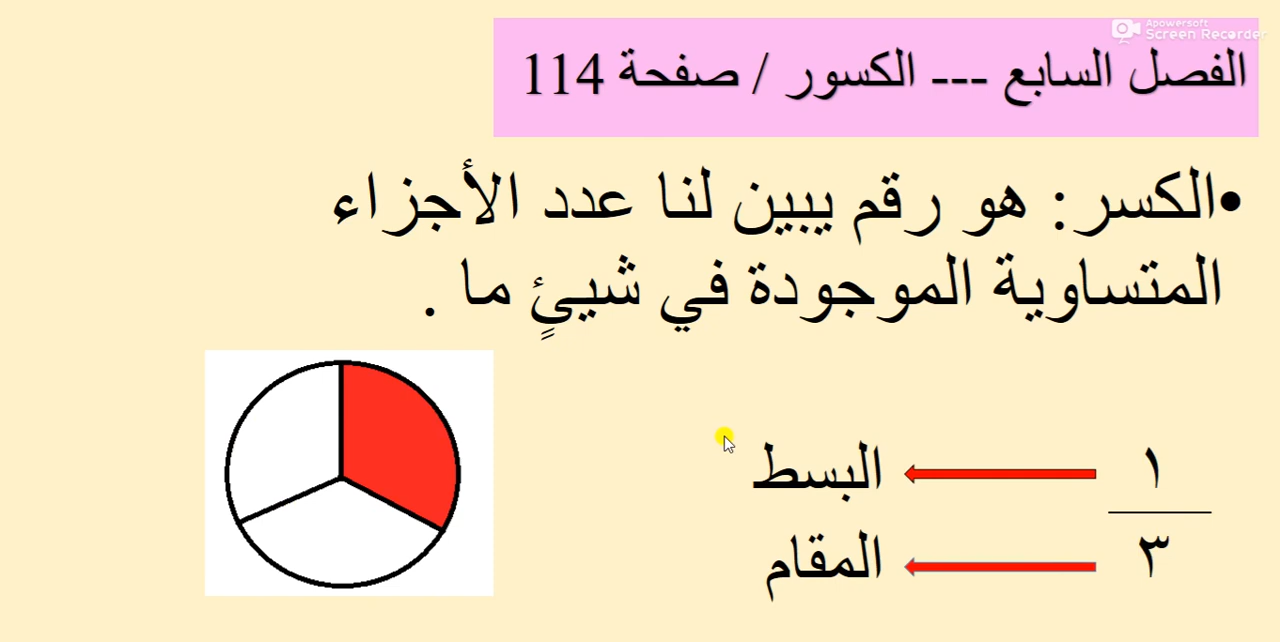 Apowersoft
Screen Recorder
الفصل السابع --- الكسور / صفحة 114
•الكسر: هو رقم يبين لنا عدد الأجزاء
المتساوية الموجودة في شيئٍ ما .
١
البسط
٣
المقام